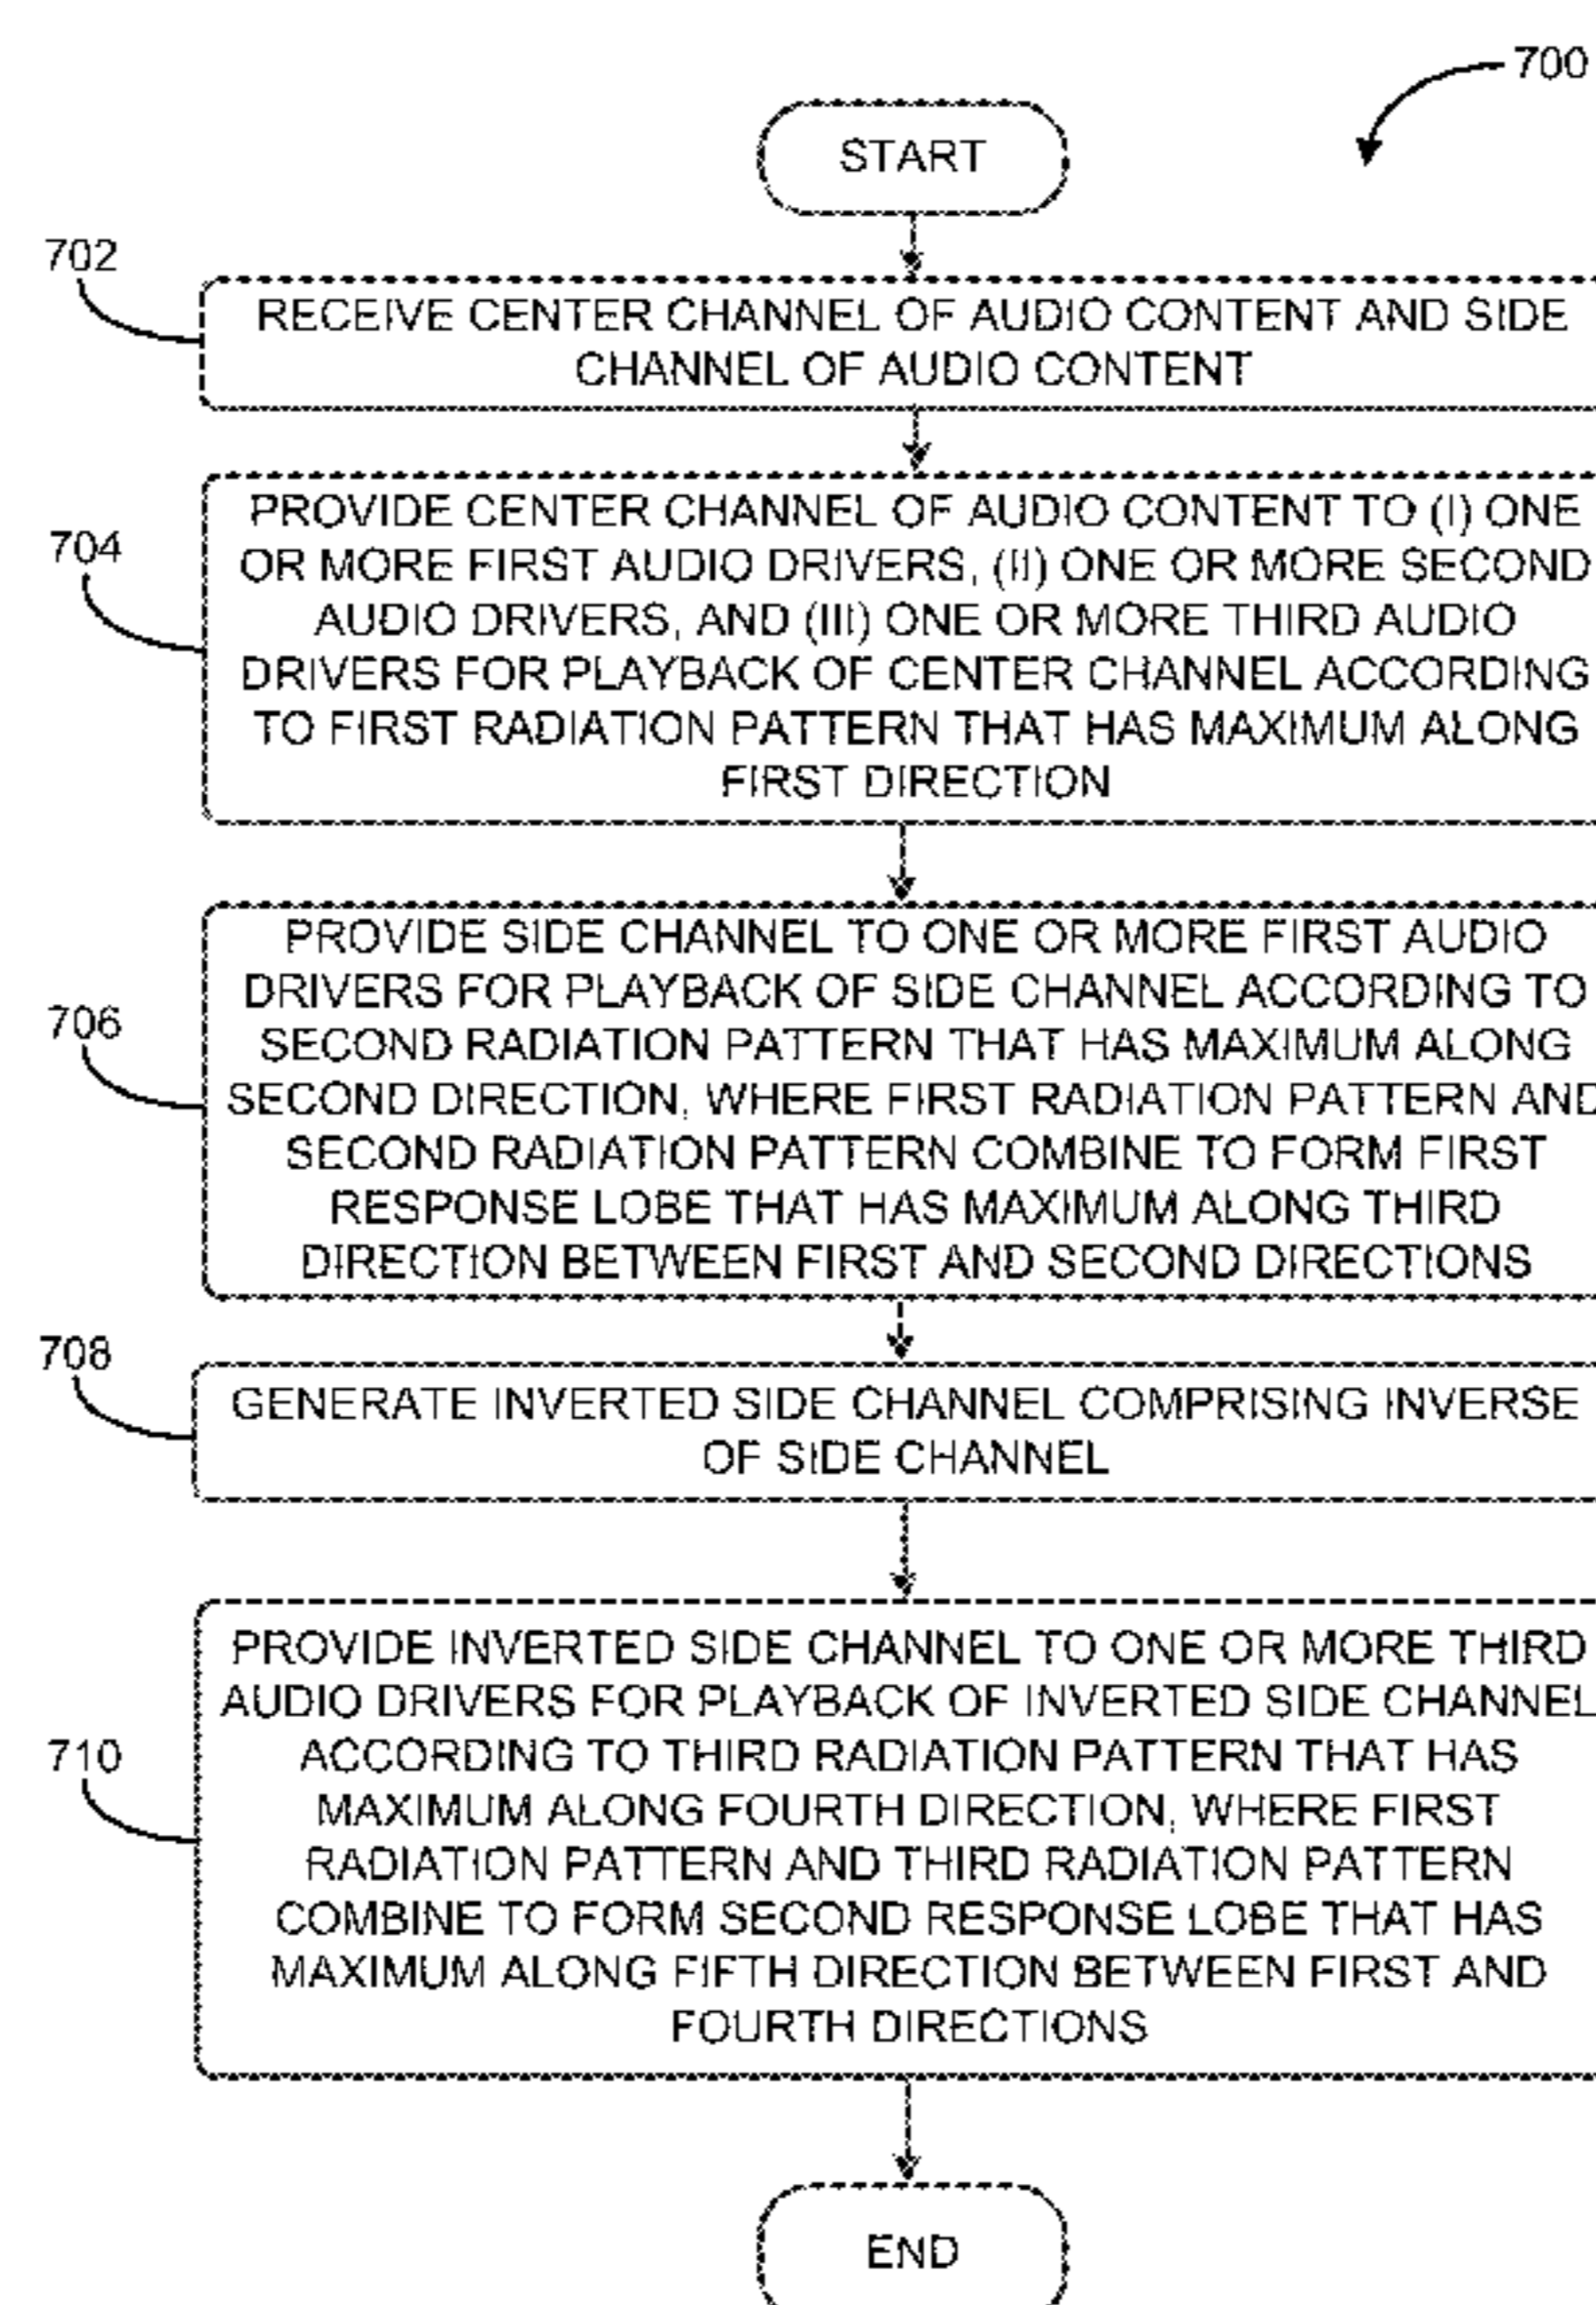 700
START
702
RECEIVE CENTER CHANNEL OF AUDIO CONTENT AND SIDE
CHANNEL OF AUDIO CONTENT
704
PROVIDE CENTER CHANNEL OF AUDIO CONTENT TO (I) ONE
OR MORE FIRST AUDIO DRIVERS, (II) ONE OR MORE SECOND
AUDIO DRIVERS, AND (III) ONE OR MORE THIRD AUDIO
DRIVERS FOR PLAYBACK OF CENTER CHANNEL ACCORDING
TO FIRST RADIATION PATTERN THAT HAS MAXIMUM ALONG
FIRST DIRECTION
706
PROVIDE SIDE CHANNEL TO ONE OR MORE FIRST AUDIO
DRIVERS FOR PLAYBACK OF SIDE CHANNEL ACCORDING TO
SECOND RADIATION PATTERN THAT HAS MAXIMUM ALONG
SECOND DIRECTION, WHERE FIRST RADIATION PATTERN AND
SECOND RADIATION PATTERN COMBINE TO FORM FIRST
RESPONSE LOBE THAT HAS MAXIMUM ALONG THIRD
DIRECTION BETWEEN FIRST AND SECOND DIRECTIONS
708
GENERATE INVERTED SIDE CHANNEL COMPRISING INVERSE
OF SIDE CHANNEL
710
PROVIDE INVERTED SIDE CHANNEL TO ONE OR MORE THIRD
AUDIO DRIVERS FOR PLAYBACK OF INVERTED SIDE CHANNEL
ACCORDING TO THIRD RADIATION PATTERN THAT HAS
MAXIMUM ALONG FOURTH DIRECTION, WHERE FIRST
RADIATION PATTERN AND THIRD RADIATION PATTERN
COMBINE TO FORM SECOND RESPONSE LOBE THAT HAS
MAXIMUM ALONG FIFTH DIRECTION BETWEEN FIRST AND
FOURTH DIRECTIONS
END